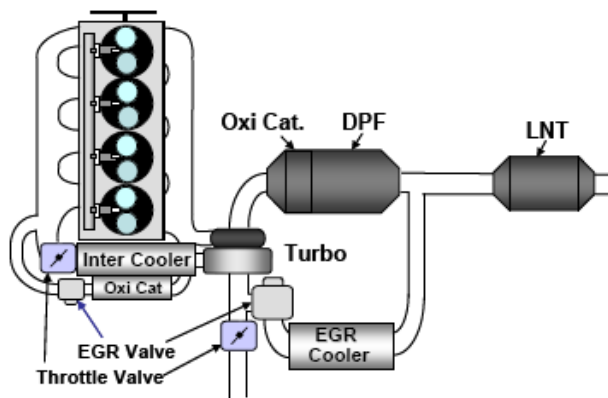 Oxi Cat. DPF
LNT
Turbo
Inter Cooler
Oxi Cat
EGR Valve
EGR
Cooler
Throttle Valve